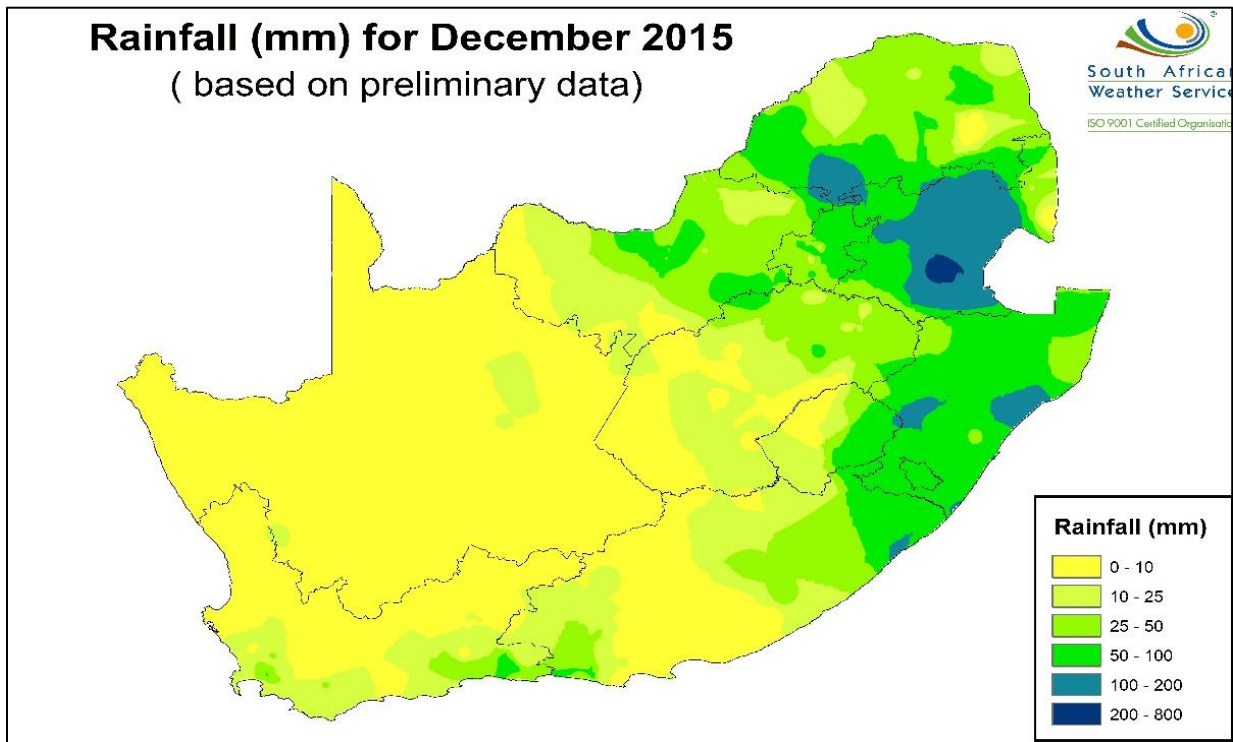 Rainfall (mm) for December 2015
( based on preliminary data)
South African
Weather Service
ISO 9001 Certified Organisatio
Rainfall (mm)
0 - 10
10 - 25
25 - 50
50 - 100
100 - 200
200 - 800